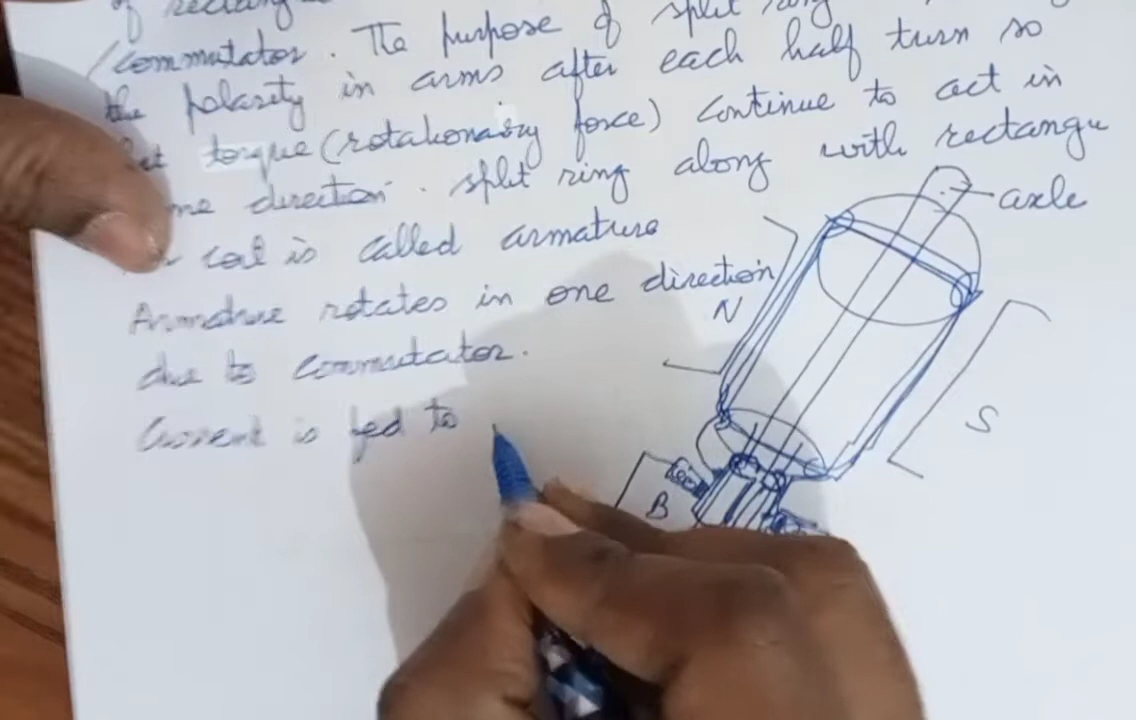 of rectang
commutator. The purpose of split ring
the polarity in arms after each half turn so
torque (rotationary force) continue to act in
direction. split ring along with rectangu
coil is called armature
Armature rotates in one direction
due to commutator.
Current is fed to
axle
N
S
B